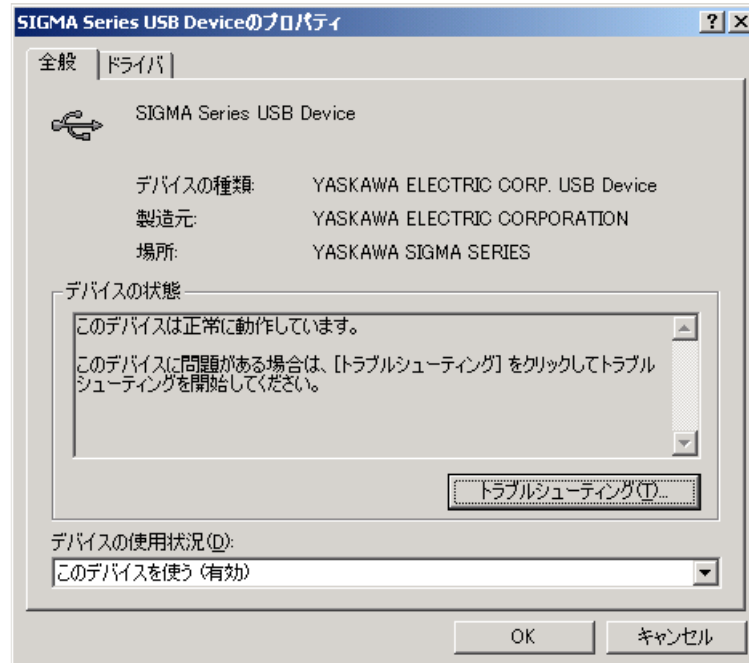 SIGMA Series USB Deviceのプロパティ
全般
ドライバ
SIGMA Series USB Device
デバイスの種類: YASKAWA ELECTRIC CORP. USB Device
製造元: YASKAWA ELECTRIC CORPORATION
場所: YASKAWA SIGMA SERIES
デバイスの状態
このデバイスは正常に動作しています。
このデバイスに問題がある場合は、[トラブルシューティング] をクリックしてトラブル
シューティングを開始してください。
トラブルシューティング(T)...
デバイスの使用状況(D):
このデバイスを使う (有効)
OK
キャンセル